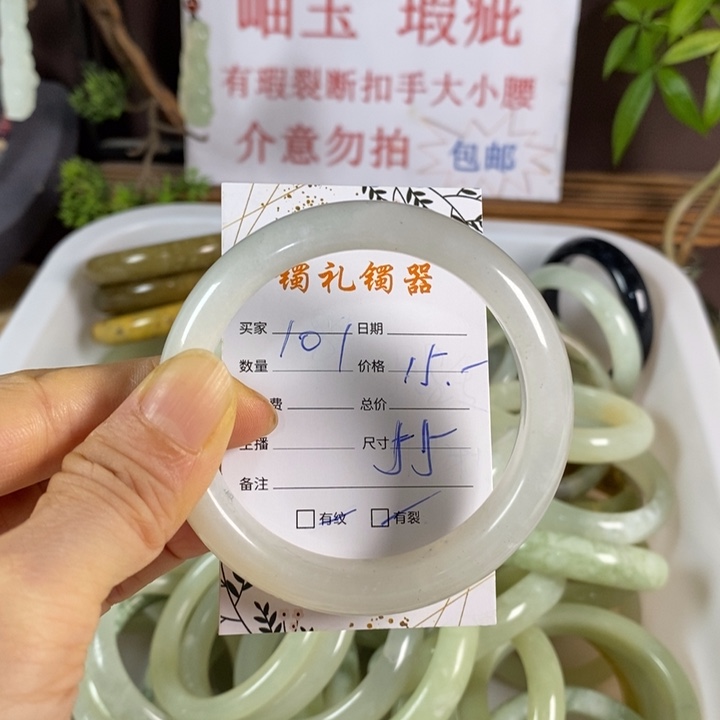 岫玉 瑕疵
有瑕裂断扣手大小腰
介意勿拍 包邮
镯礼镯器
买家 101 日期
数量 价格 15.-
费 总价
主播 尺寸 55
备注
有纹 有裂